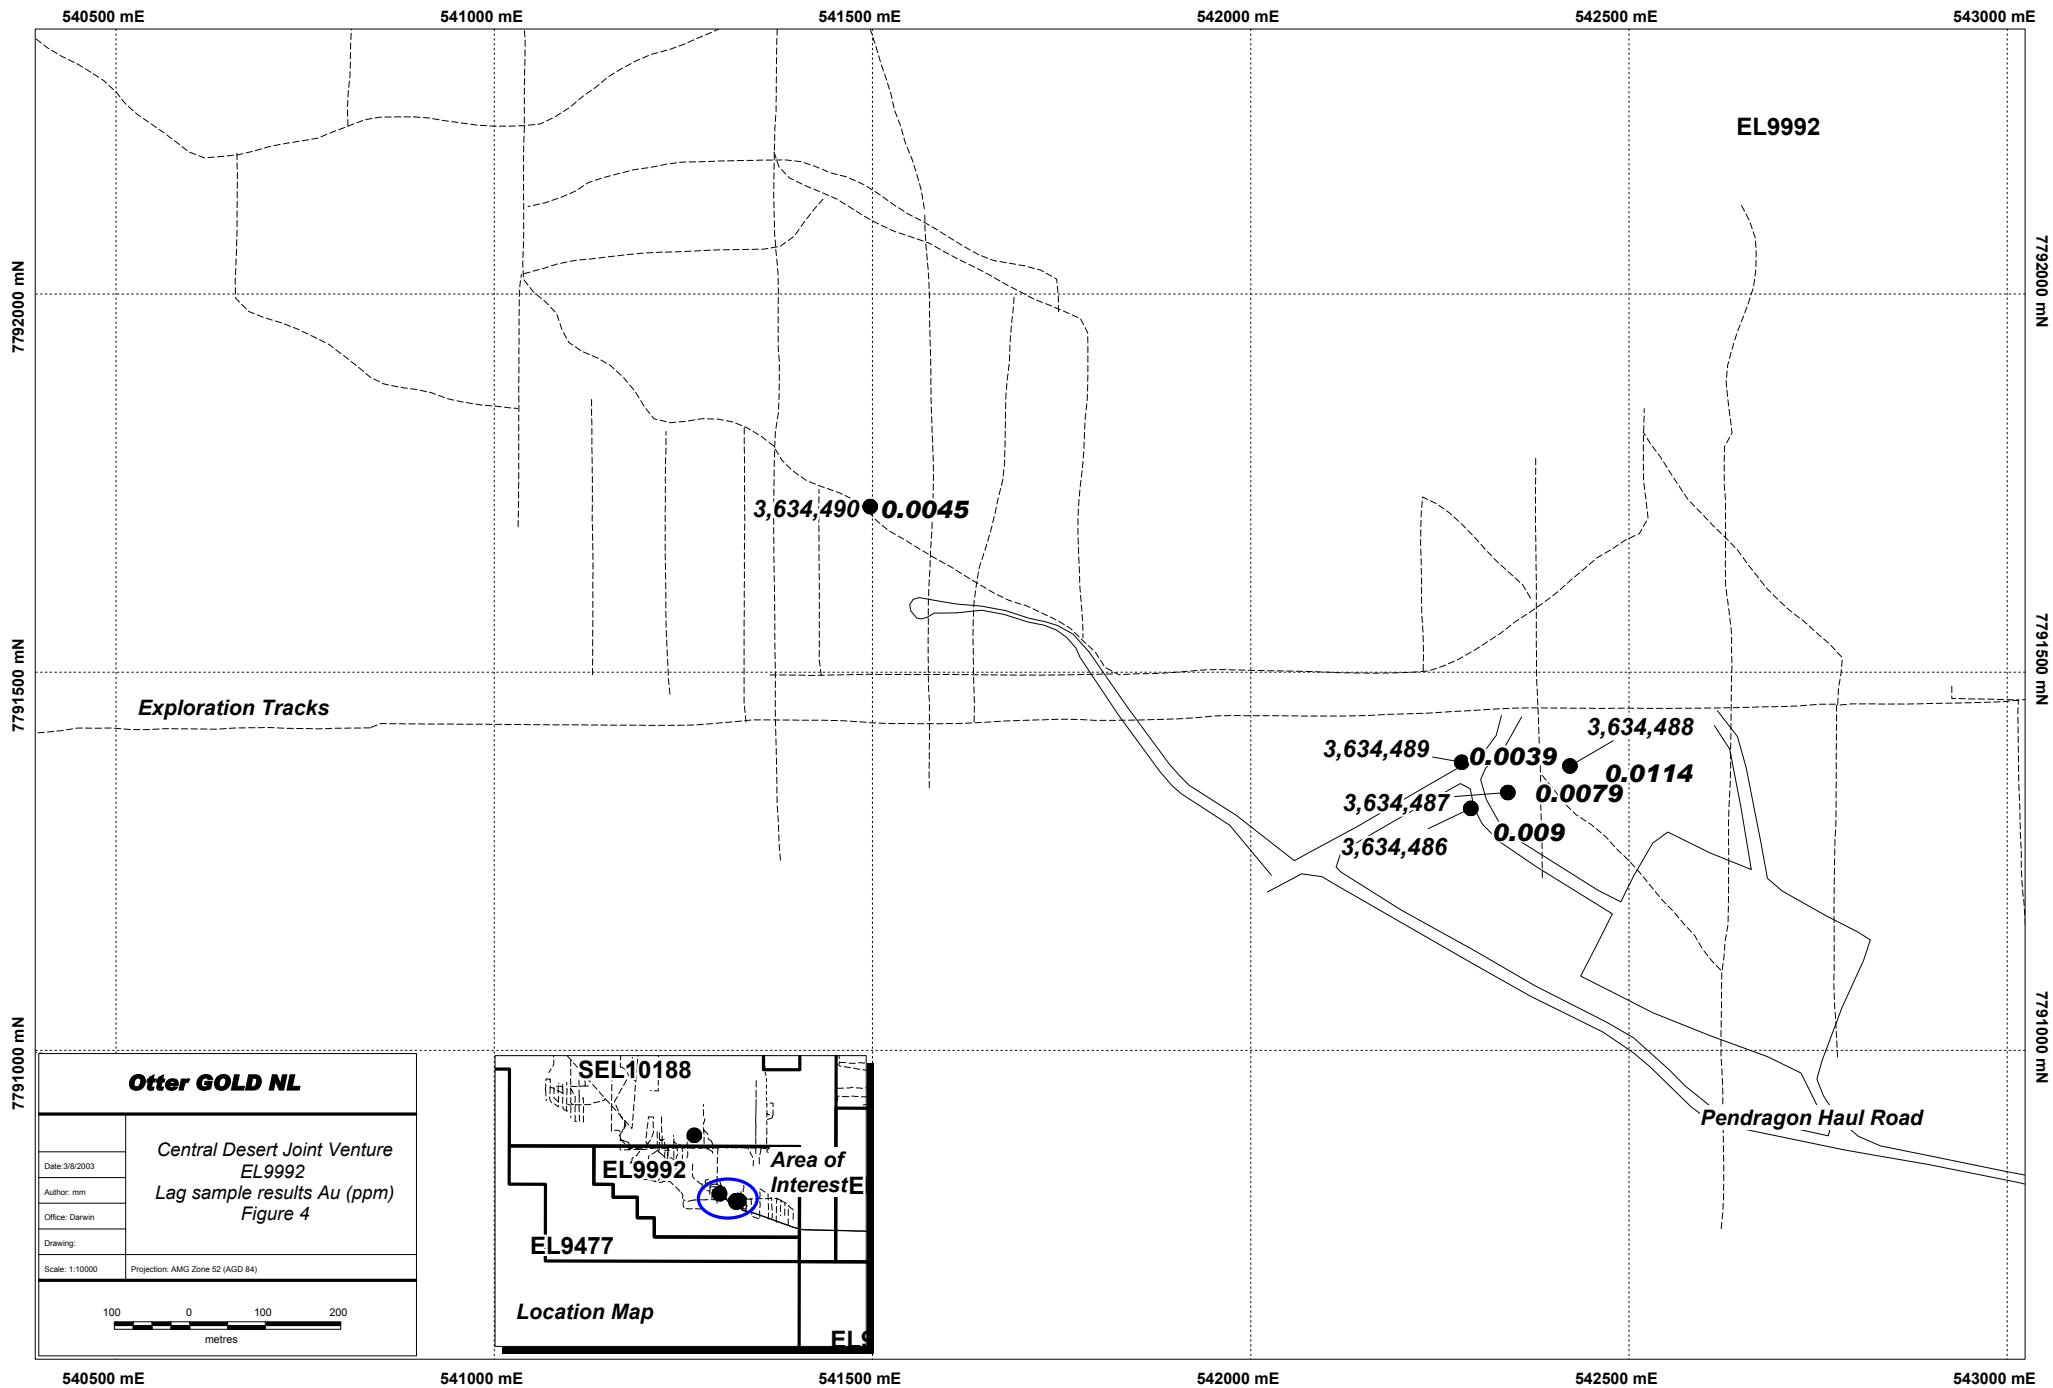 540500 mE 541000 mE 541500 mE 542000 mE 542500 mE 543000 mE
EL9992
7792000 mN
7792000 mN
3,634,490 0.0045
7791500 mN
7791500 mN
Exploration Tracks
3,634,488
3,634,489 0.0039
0.0114
3,634,487 0.0079
0.009
3,634,486
7791000 mN
7791000 mN
Pendragon Haul Road
Otter GOLD NL
Central Desert Joint Venture
EL9992
Lag sample results Au (ppm)
Figure 4
Date:3/8/2003
Author: mm
Office: Darwin
Drawing:
Scale: 1:10000
Projection: AMG Zone 52 (AGD 84)
100 0 100 200
metres
SEL10188
EL9992
Area of
Interest E
EL9477
Location Map
EL9
540500 mE 541000 mE 541500 mE 542000 mE 542500 mE 543000 mE